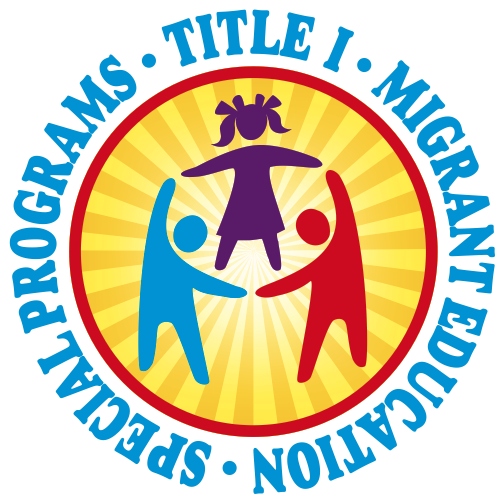 SPECIAL PROGRAMS · TITLE I · MIGRANT EDUCATION ·